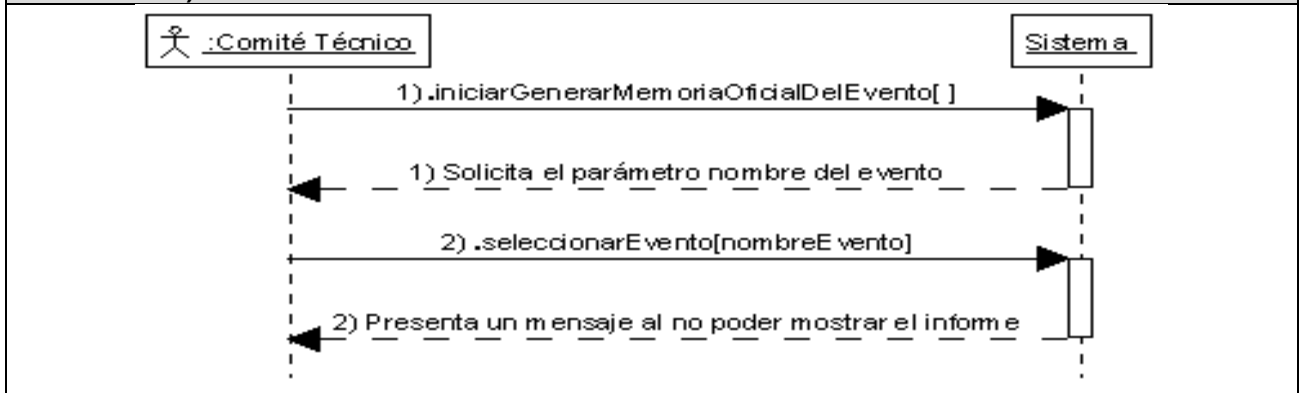 :Comité Técnico
Sistema
1).iniciarGenerarMemoriaOficialDelEvento[ ]
1) Solicita el parámetro nombre del evento
2) .seleccionarEvento[nombreEvento]
2) Presenta un mensaje al no poder mostrar el informe